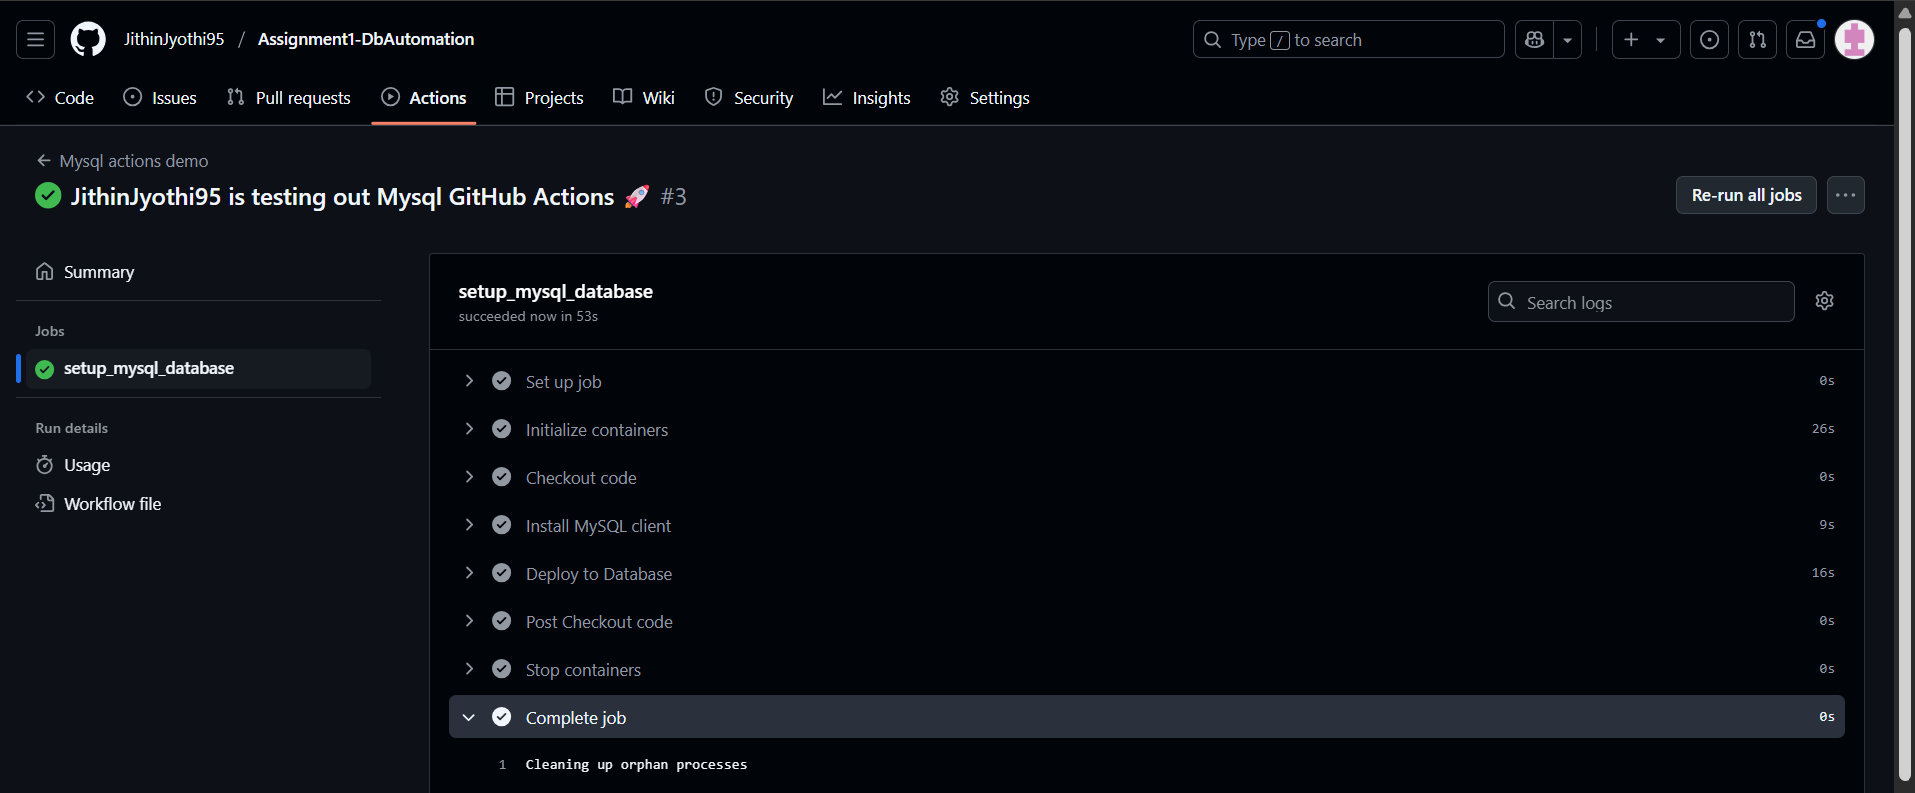 JithinJyothi95 / Assignment1-DbAutomation
Type / to search
Code Issues Pull requests Actions Projects Wiki Security Insights Settings
Mysql actions demo
JithinJyothi95 is testing out Mysql GitHub Actions 🚀 #3
Re-run all jobs
Summary
Jobs
setup_mysql_database
Run details
Usage
Workflow file
setup_mysql_database
succeeded now in 53s
Search logs
Set up job 0s
Initialize containers 26s
Checkout code 0s
Install MySQL client 9s
Deploy to Database 16s
Post Checkout code 0s
Stop containers 0s
Complete job 0s
1 Cleaning up orphan processes